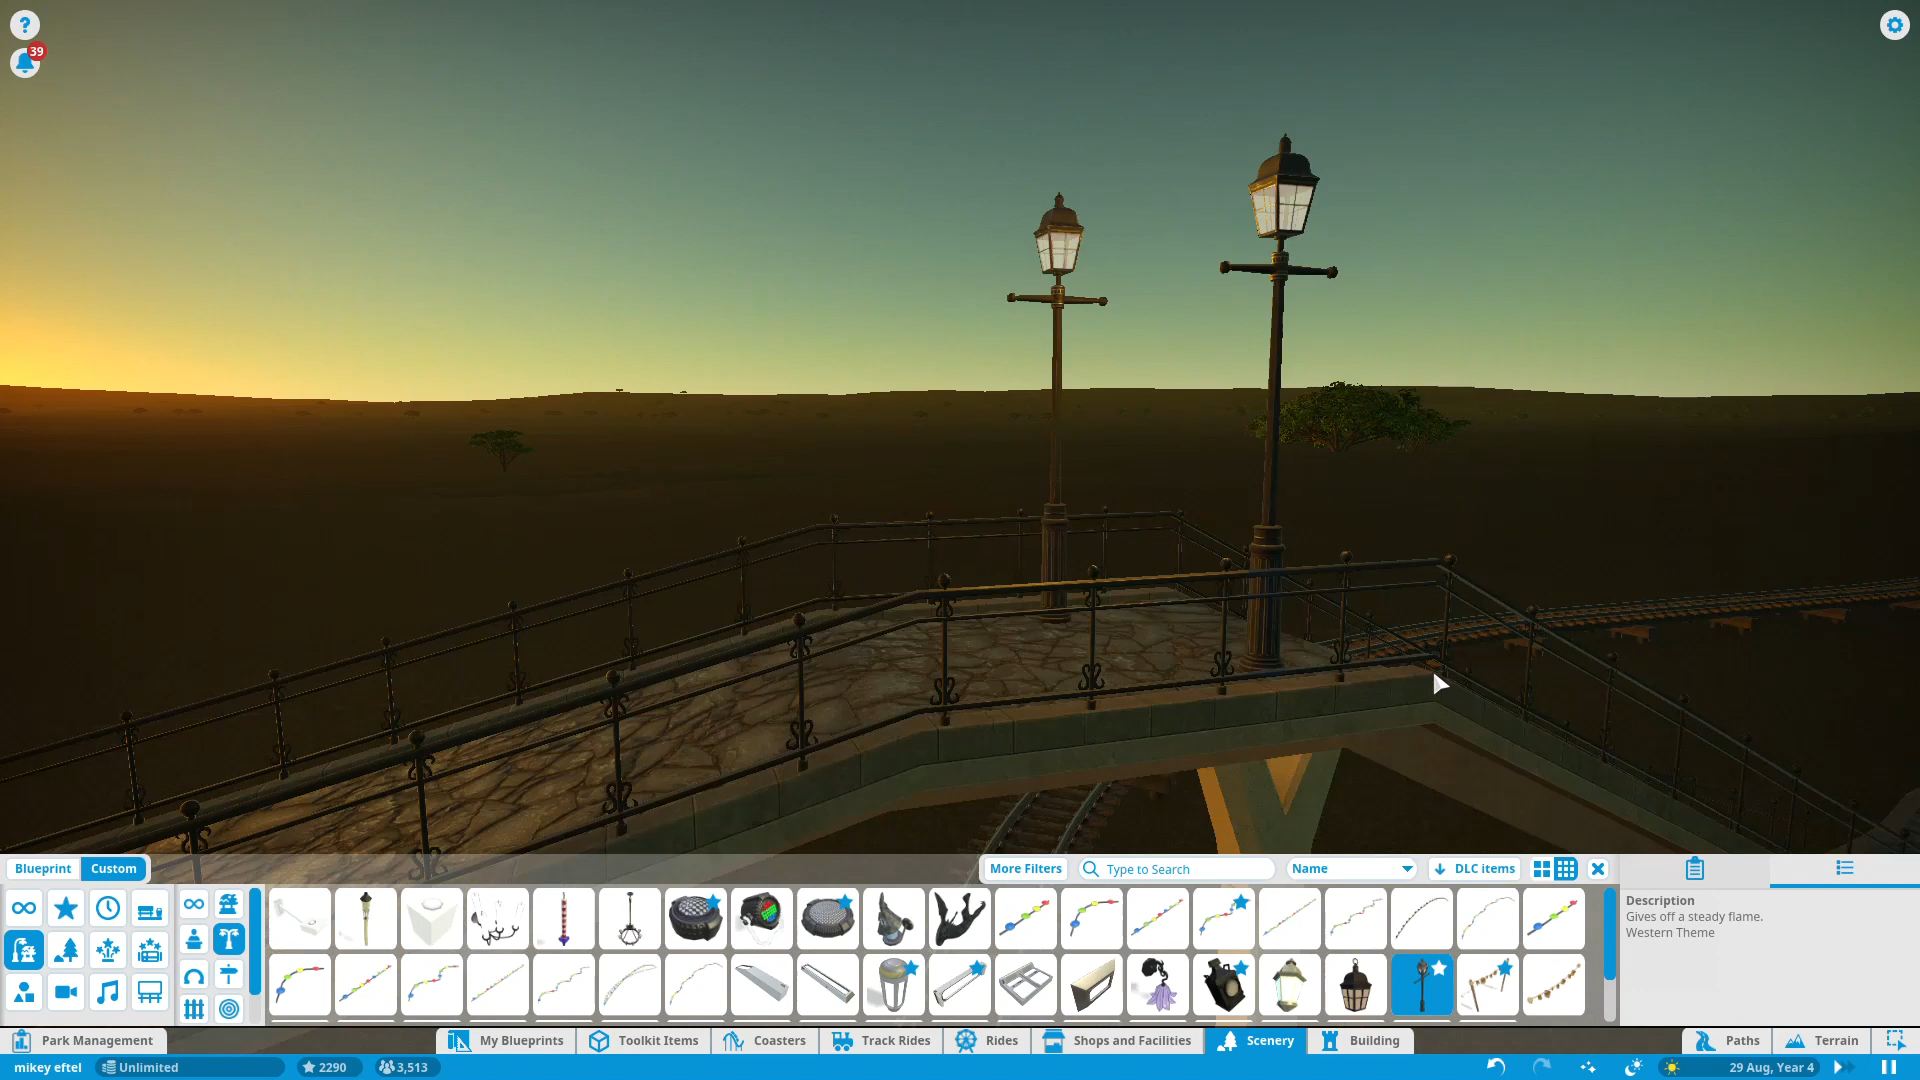 ?
39
Blueprint
Custom
More Filters
Type to Search
Name
DLC items
Description
Gives off a steady flame.
Western Theme
Park Management
My Blueprints
Toolkit Items
Coasters
Track Rides
Rides
Shops and Facilities
Scenery
Building
Paths
Terrain
mikey eftel
Unlimited
2290
3,513
29 Aug, Year 4